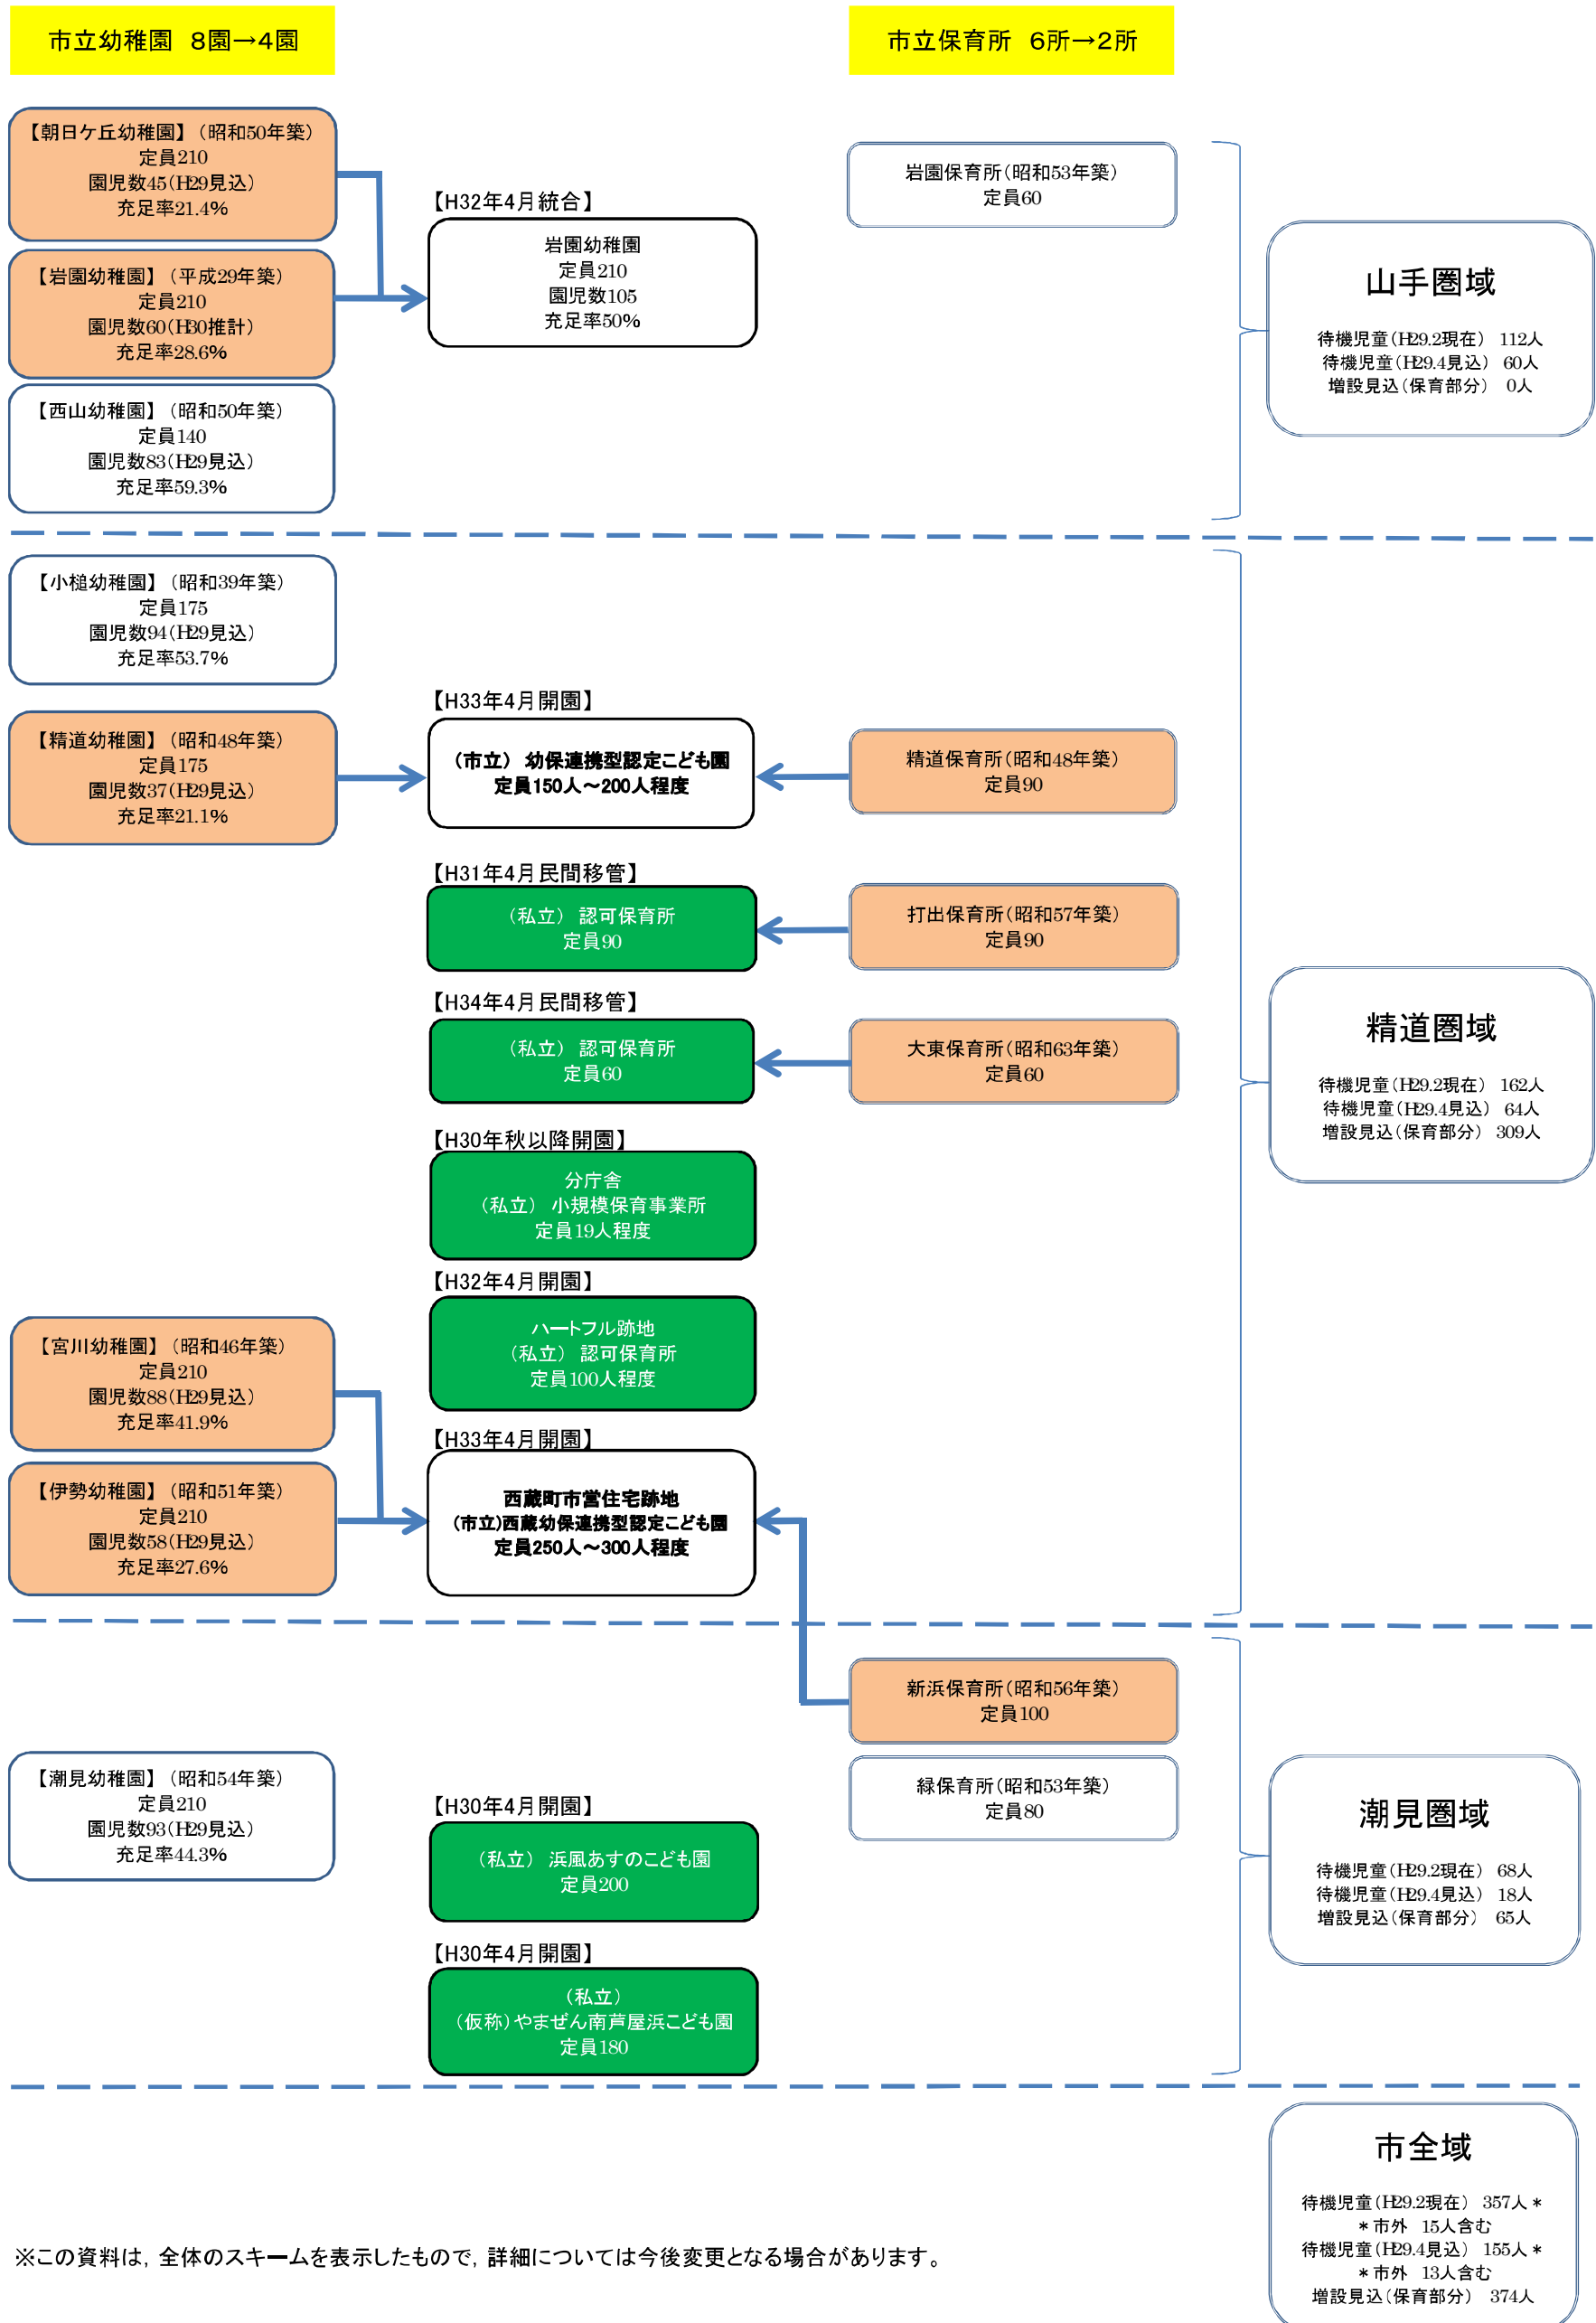 市立幼稚園　８園→４園
市立保育所　６所→２所
【朝日ケ丘幼稚園】（昭和50年築）
定員210
園児数45（H29見込）
充足率21.4%
【岩園幼稚園】（平成29年築）
定員210
園児数60（H30推計）
充足率28.6%
【西山幼稚園】（昭和50年築）
定員140
園児数83（H29見込）
充足率59.3%
【H32年4月統合】
岩園幼稚園
定員210
園児数105
充足率50%
岩園保育所（昭和53年築）
定員60
山手圏域
待機児童（H29.2現在）　112人
待機児童（H29.4見込）　60人
増設見込（保育部分）　0人
【小槌幼稚園】（昭和39年築）
定員175
園児数94（H29見込）
充足率53.7%
【精道幼稚園】（昭和48年築）
定員175
園児数37（H29見込）
充足率21.1%
【H33年4月開園】
（市立）　幼保連携型認定こども園
定員150人～200人程度
精道保育所（昭和48年築）
定員90
【H31年4月民間移管】
（私立）　認可保育所
定員90
打出保育所（昭和57年築）
定員90
【H34年4月民間移管】
（私立）　認可保育所
定員60
大東保育所（昭和63年築）
定員60
【H30年秋以降開園】
分庁舎
（私立）　小規模保育事業所
定員19人程度
【H32年4月開園】
ハートフル跡地
（私立）　認可保育所
定員100人程度
【宮川幼稚園】（昭和46年築）
定員210
園児数88（H29見込）
充足率41.9%
【伊勢幼稚園】（昭和51年築）
定員210
園児数58（H29見込）
充足率27.6%
【H33年4月開園】
西蔵町市営住宅跡地
（市立）西蔵幼保連携型認定こども園
定員250人～300人程度
精道圏域
待機児童（H29.2現在）　162人
待機児童（H29.4見込）　64人
増設見込（保育部分）　309人
新浜保育所（昭和56年築）
定員100
緑保育所（昭和53年築）
定員80
【潮見幼稚園】（昭和54年築）
定員210
園児数93（H29見込）
充足率44.3%
【H30年4月開園】
（私立）　浜風あすのこども園
定員200
【H30年4月開園】
（私立）
（仮称）やまぜん南芦屋浜こども園
定員180
潮見圏域
待機児童（H29.2現在）　68人
待機児童（H29.4見込）　18人
増設見込（保育部分）　65人
市全域
待機児童（H29.2現在）　357人＊
＊市外　15人含む
待機児童（H29.4見込）　155人＊
＊市外　13人含む
増設見込（保育部分）　374人
※この資料は，全体のスキームを表示したもので，詳細については今後変更となる場合があります。